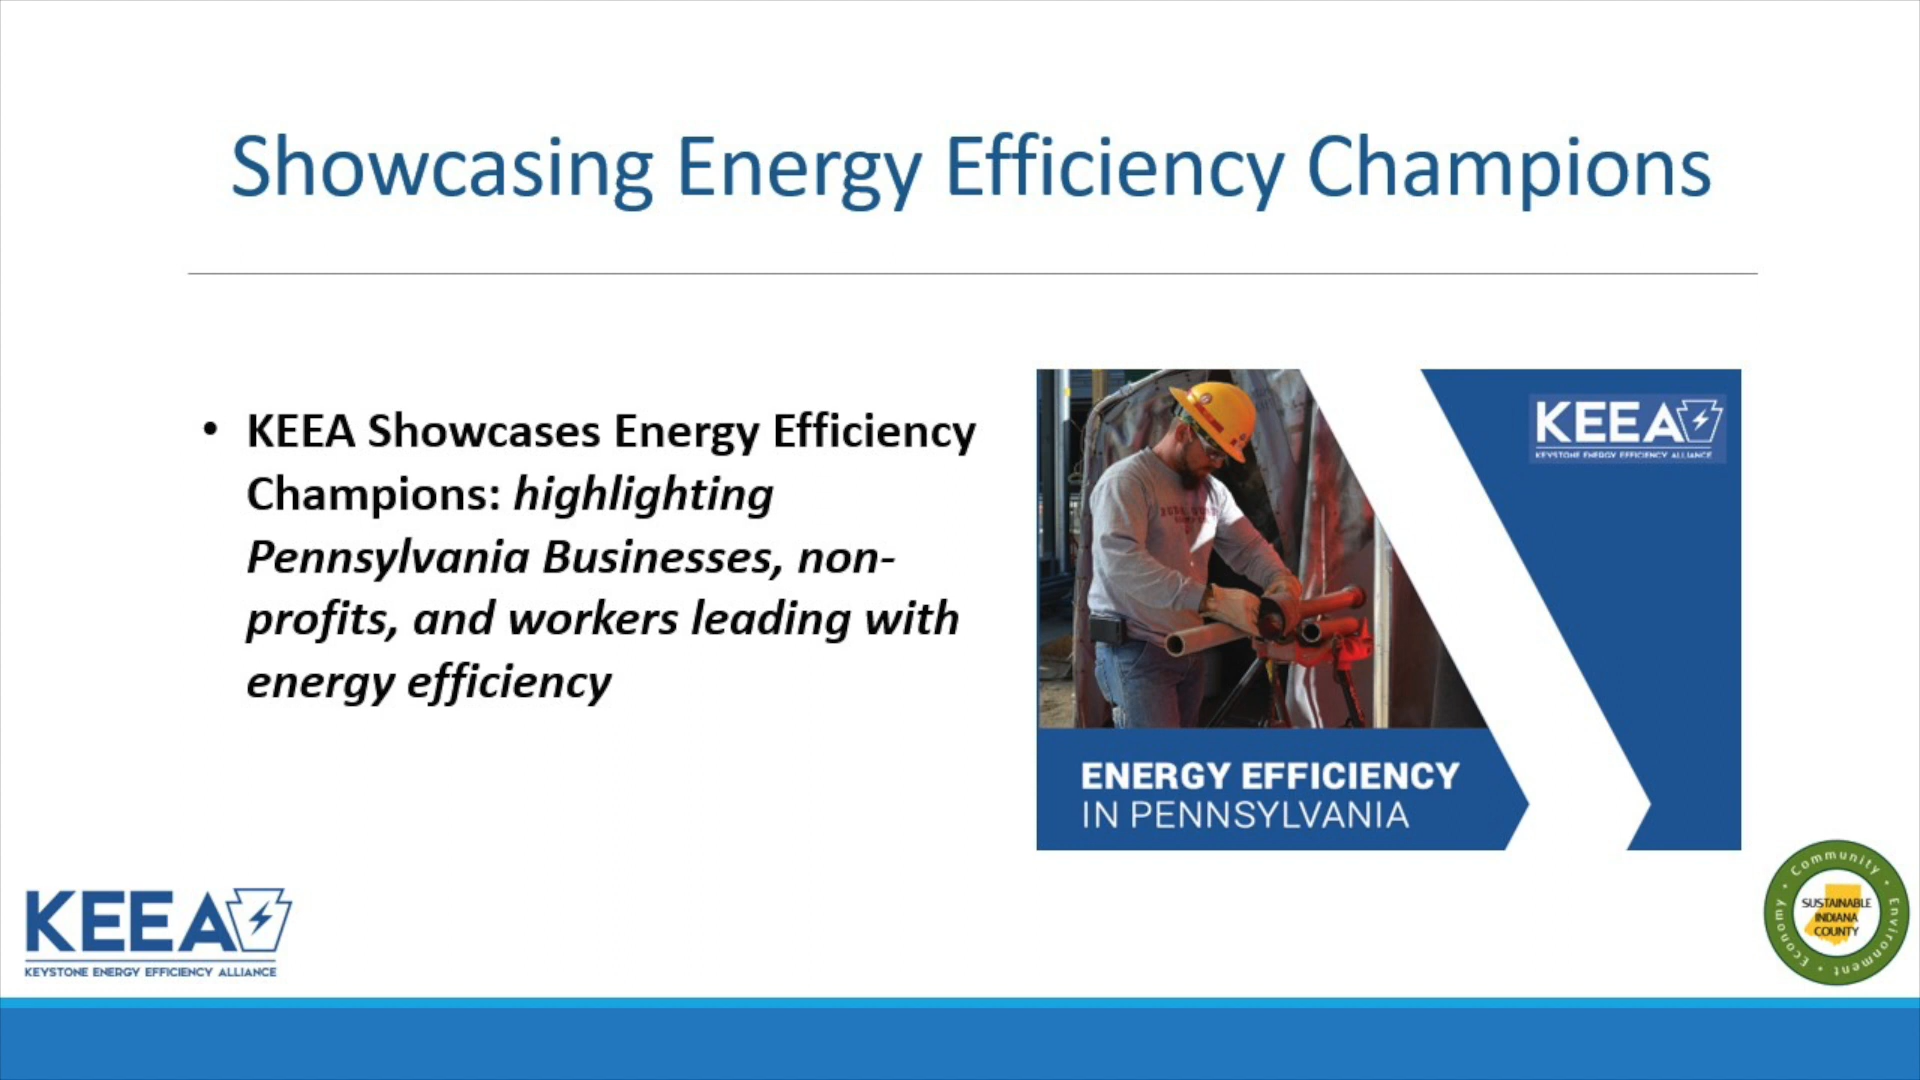 Showcasing Energy Efficiency Champions
• KEEA Showcases Energy Efficiency
Champions: highlighting
Pennsylvania Businesses, non-
profits, and workers leading with
energy efficiency
KEEA
KEYSTONE ENERGY EFFICIENCY ALLIANCE
ENERGY EFFICIENCY
IN PENNSYLVANIA
KEEA
KEYSTONE ENERGY EFFICIENCY ALLIANCE
Community • Environment • Economy •
SUSTAINABLE
INDIANA
COUNTY